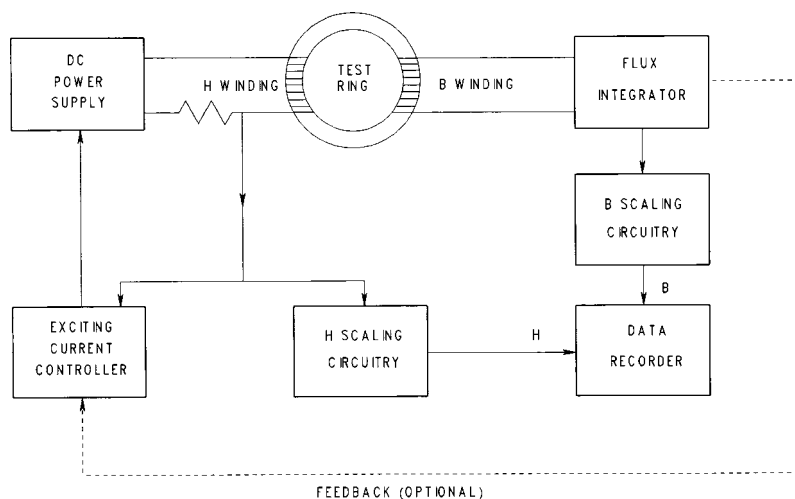 DC
POWER
SUPPLY
H WINDING
TEST
RING
B WINDING
FLUX
INTEGRATOR
B SCALING
CIRCUITRY
B
EXCITING
CURRENT
CONTROLLER
H SCALING
CIRCUITRY
H
DATA
RECORDER
FEEDBACK (OPTIONAL)